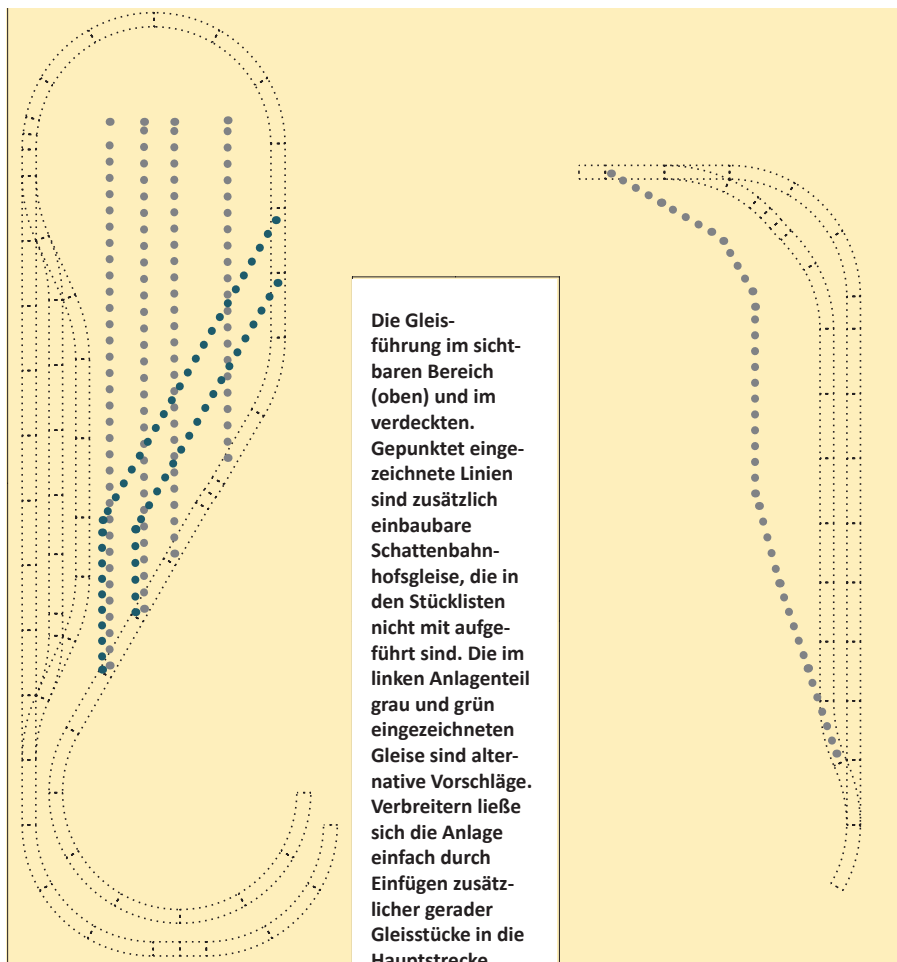 Die Gleis-
führung im sicht-
baren Bereich
(oben) und im
verdeckten.
Gepunktet einge-
zeichnete Linien
sind zusätzlich
einbaubare
Schattenbahn-
hofsgleise, die in
den Stücklisten
nicht mit aufge-
führt sind. Die im
linken Anlagenteil
grau und grün
eingezeichneten
Gleise sind alter-
native Vorschläge.
Verbreitern ließe
sich die Anlage
einfach durch
Einfügen zusätz-
licher gerader
Gleisstücke in die
Hauptstrecke